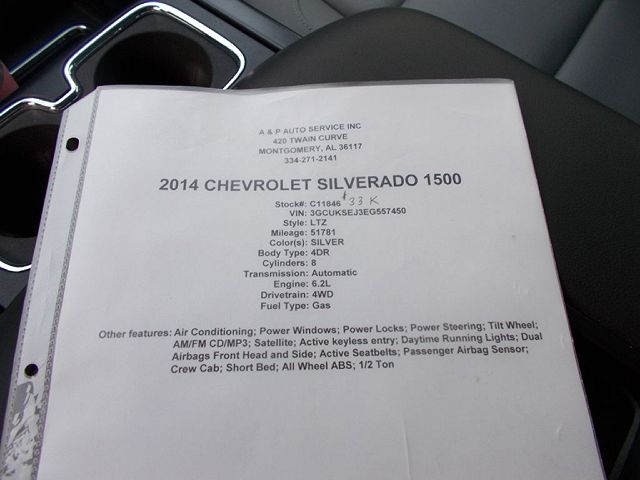 A & P AUTO SERVICE INC
420 TWAIN CURVE
MONTGOMERY, AL 36117
334-271-2141
2014 CHEVROLET SILVERADO 1500
Stock#: C11846 $33 K
VIN: 3GCUKSEJ3EG557450
Style: LTZ
Mileage: 51781
Color(s): SILVER
Body Type: 4DR
Cylinders: 8
Transmission: Automatic
Engine: 6.2L
Drivetrain: 4WD
Fuel Type: Gas
Other features: Air Conditioning; Power Windows; Power Locks; Power Steering; Tilt Wheel;
AM/FM CD/MP3; Satellite; Active keyless entry; Daytime Running Lights; Dual
Airbags Front Head and Side; Active Seatbelts; Passenger Airbag Sensor;
Crew Cab; Short Bed; All Wheel ABS; 1/2 Ton